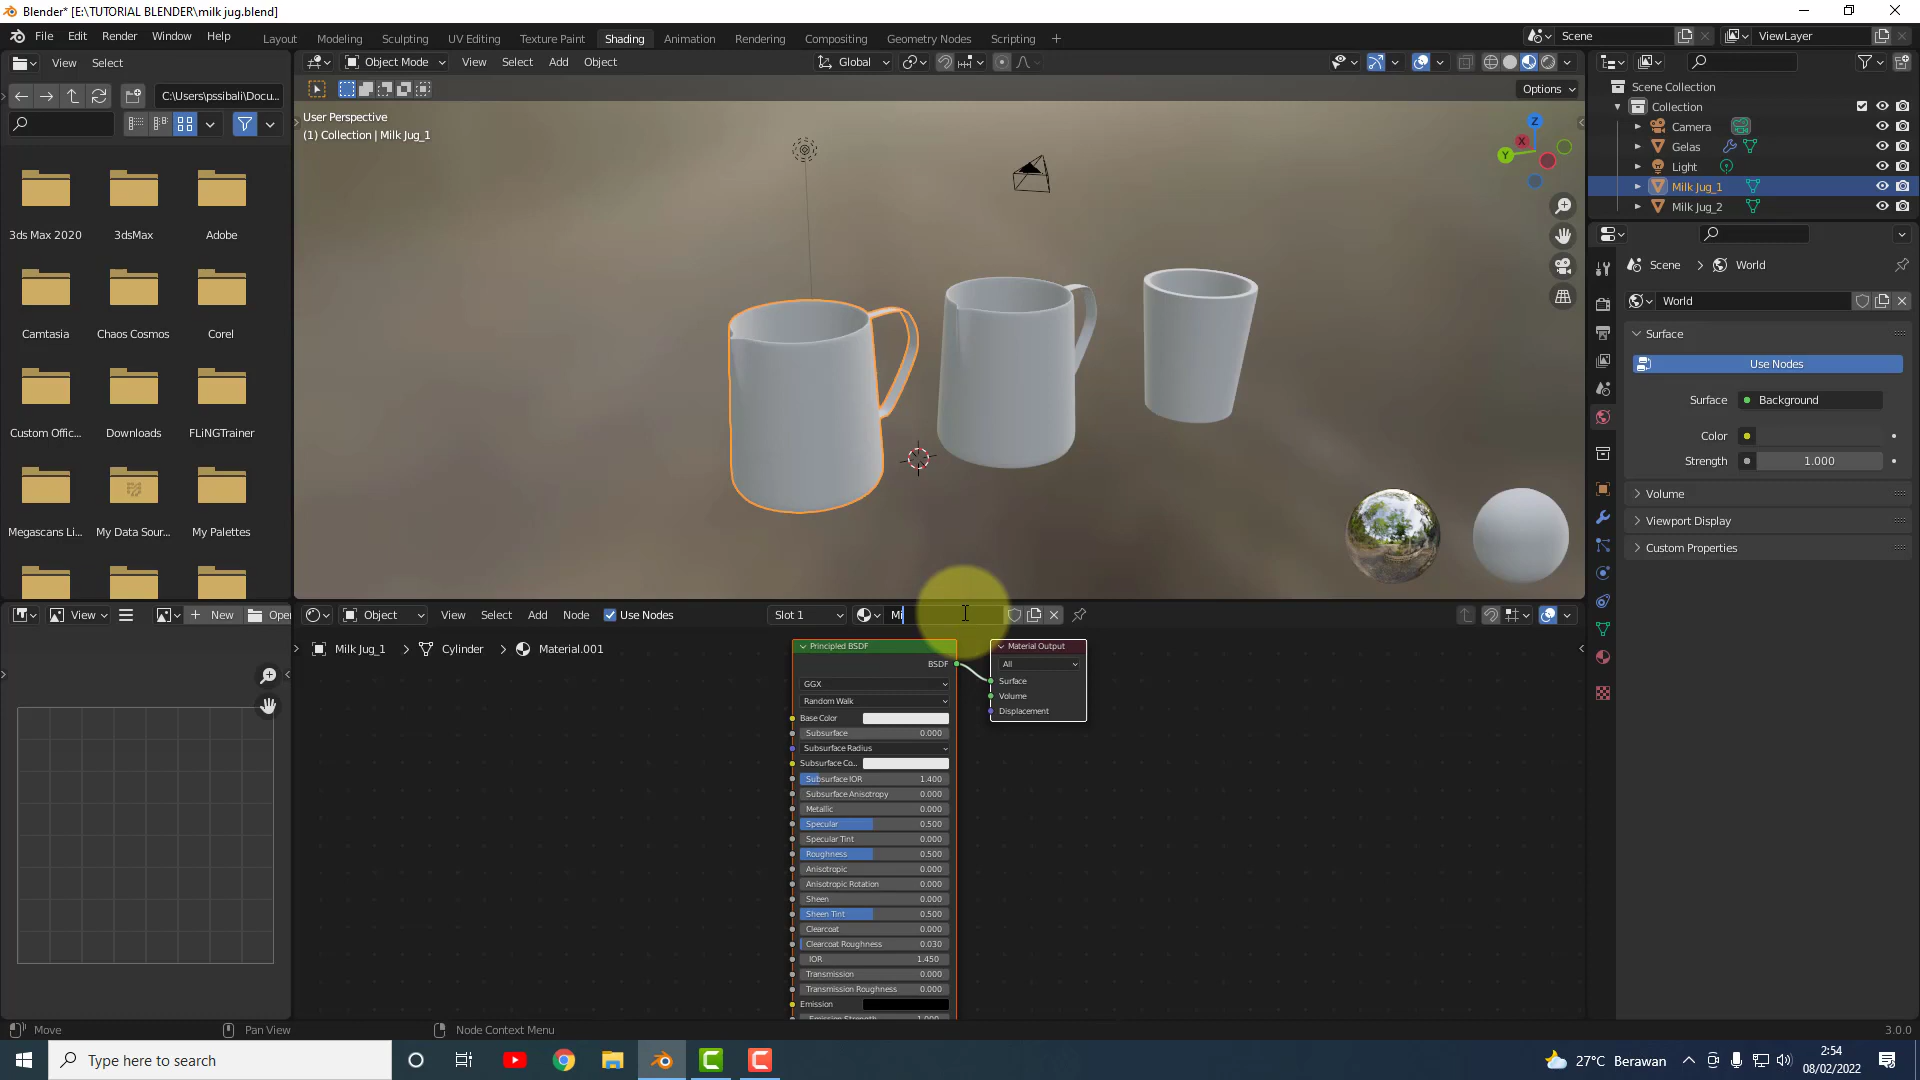 Blender* [E:\TUTORIAL BLENDER\milk jug.blend]
File Edit Render Window Help
Layout Modeling Sculpting UV Editing Texture Paint Shading Animation Rendering Compositing Geometry Nodes Scripting +
Scene
ViewLayer
View Select
Object Mode View Select Add Object
Global
C:\Users\pssibali\Docu...
Options
User Perspective
(1) Collection | Milk Jug_1
Z
X
Y
3ds Max 2020 3dsMax Adobe
Camtasia Chaos Cosmos Corel
Custom Offic... Downloads FLiNGTrainer
Megascans Li... My Data Sour... My Palettes
Scene Collection
Collection
Camera
Gelas
Light
Milk Jug_1
Milk Jug_2
Scene > World
World
Surface
Use Nodes
Surface Background
Color
Strength 1.000
Volume
Viewport Display
Custom Properties
View New Open
Object View Select Add Node Use Nodes Slot 1 Mi
Milk Jug_1 > Cylinder > Material.001
Principled BSDF
BSDF
GGX
Random Walk
Base Color
Subsurface 0.000
Subsurface Radius
Subsurface Co..
Subsurface IOR 1.400
Subsurface Anisotropy 0.000
Metallic 0.000
Specular 0.500
Specular Tint 0.000
Roughness 0.500
Anisotropic 0.000
Anisotropic Rotation 0.000
Sheen 0.000
Sheen Tint 0.500
Clearcoat 0.000
Clearcoat Roughness 0.030
IOR 1.450
Transmission 0.000
Transmission Roughness 0.000
Emission
Emission Strength 1.000
Material Output
All
Surface
Volume
Displacement
Move Pan View Node Context Menu 3.0.0
Type here to search
27°C Berawan
2:54
08/02/2022